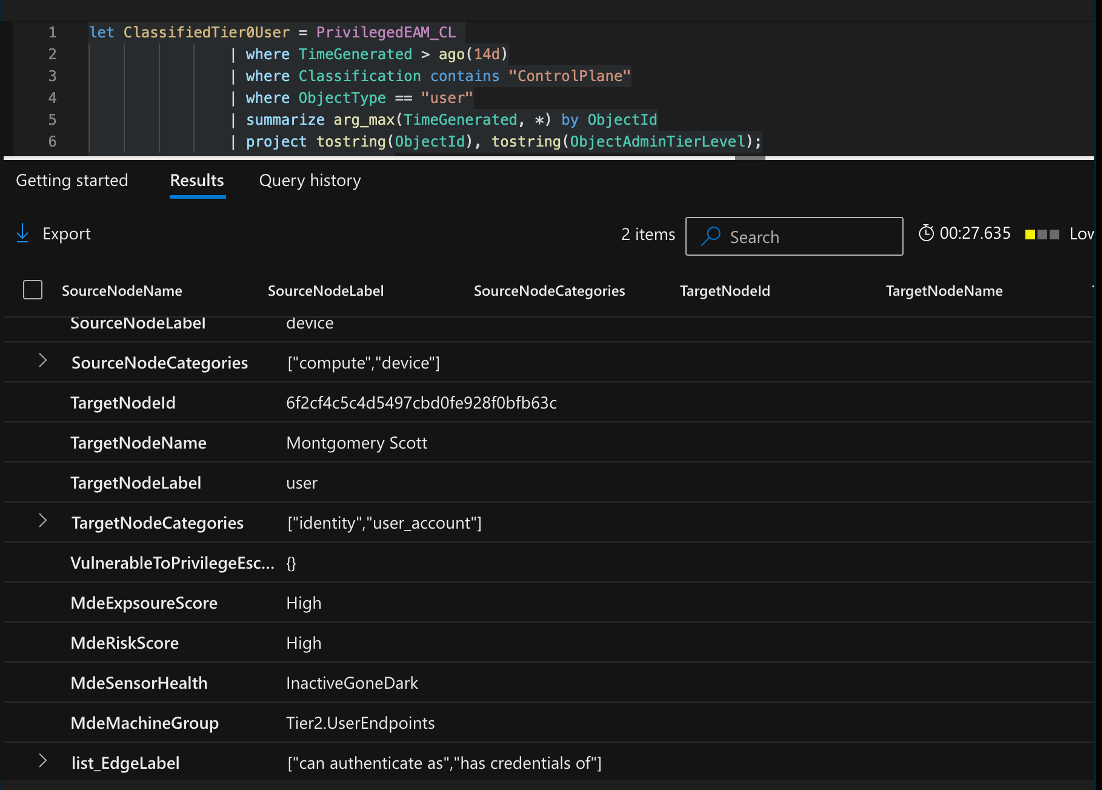 1 let ClassifiedTier0User = PrivilegedEAM_CL
2 | where TimeGenerated > ago(14d)
3 | where Classification contains "ControlPlane"
4 | where ObjectType == "user"
5 | summarize arg_max(TimeGenerated, *) by ObjectId
6 | project tostring(ObjectId), tostring(ObjectAdminTierLevel);
Getting started Results Query history
Export 2 items Search 00:27.635 Low
SourceNodeName SourceNodeLabel SourceNodeCategories TargetNodeId TargetNodeName
SourceNodeLabel device
SourceNodeCategories ["compute","device"]
TargetNodeId 6f2cf4c5c4d5497cbd0fe928f0bfb63c
TargetNodeName Montgomery Scott
TargetNodeLabel user
TargetNodeCategories ["identity","user_account"]
VulnerableToPrivilegeEsc... {}
MdeExpsoureScore High
MdeRiskScore High
MdeSensorHealth InactiveGoneDark
MdeMachineGroup Tier2.UserEndpoints
list_EdgeLabel ["can authenticate as","has credentials of"]